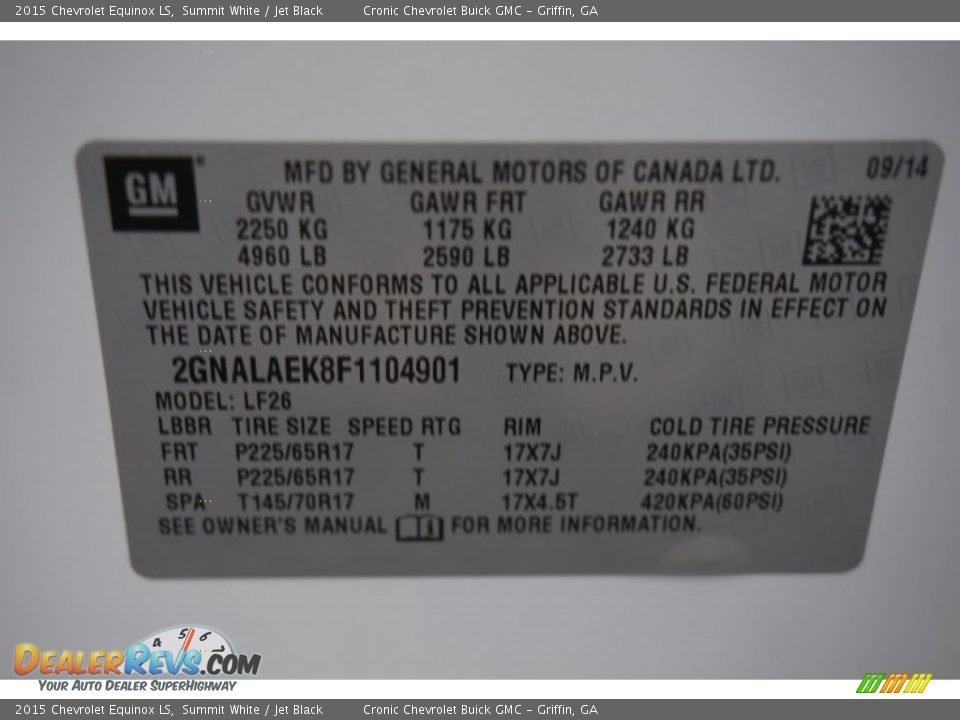 2015 Chevrolet Equinox LS, Summit White / Jet Black Cronic Chevrolet Buick GMC - Griffin, GA
GM
MFD BY GENERAL MOTORS OF CANADA LTD. 09/14
GVWR GAWR FRT GAWR RR
2250 KG 1175 KG 1240 KG
4960 LB 2590 LB 2733 LB
THIS VEHICLE CONFORMS TO ALL APPLICABLE U.S. FEDERAL MOTOR
VEHICLE SAFETY AND THEFT PREVENTION STANDARDS IN EFFECT ON
THE DATE OF MANUFACTURE SHOWN ABOVE.
2GNALAEK8F1104901 TYPE: M.P.V.
MODEL: LF26
LBBR TIRE SIZE SPEED RTG RIM COLD TIRE PRESSURE
FRT P225/65R17 T 17X7J 240KPA(35PSI)
RR P225/65R17 T 17X7J 240KPA(35PSI)
SPA T145/70R17 M 17X4.5T 420KPA(60PSI)
SEE OWNER'S MANUAL FOR MORE INFORMATION.
4 5 6 7
DEALERREVS.COM
YOUR AUTO DEALER SUPERHIGHWAY
2015 Chevrolet Equinox LS, Summit White / Jet Black Cronic Chevrolet Buick GMC - Griffin, GA